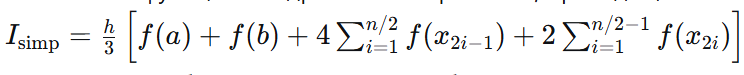 I_simp = h/3 [f(a) + f(b) + 4 ∑_{i=1}^{n/2} f(x_{2i−1}) + 2 ∑_{i=1}^{n/2−1} f(x_{2i})]